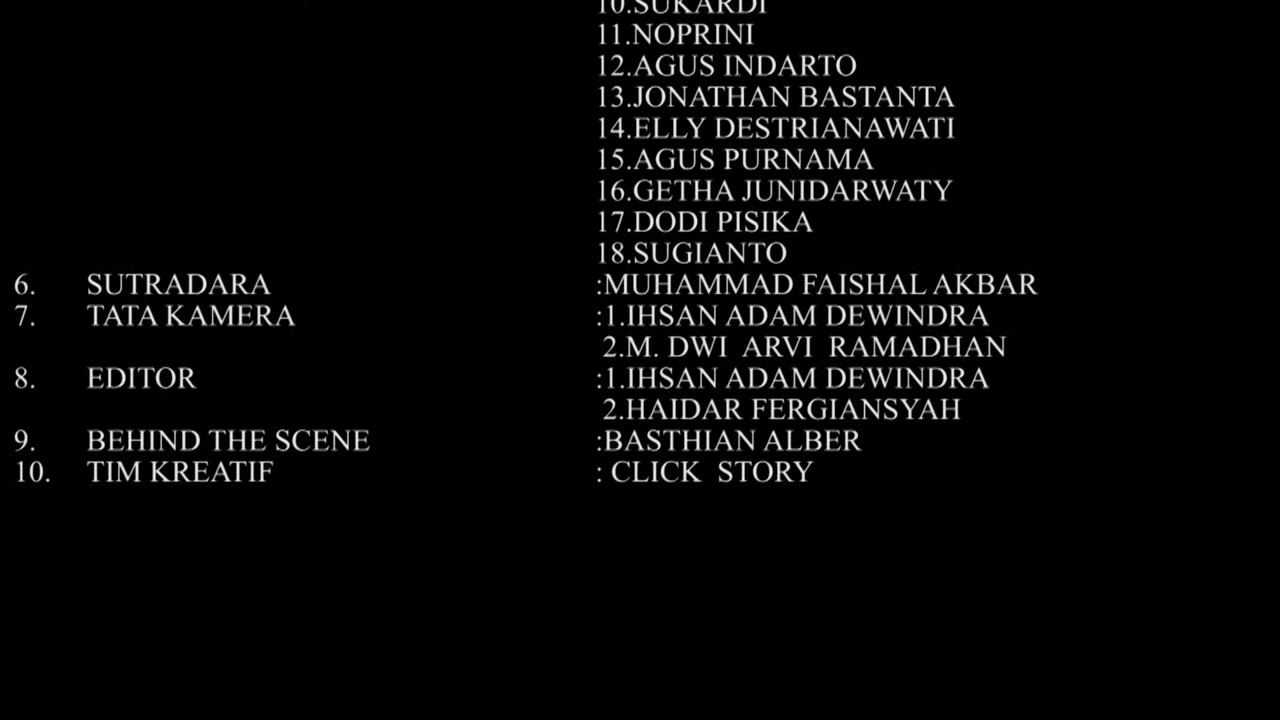 10.SUKARDI
11.NOPRINI
12.AGUS INDARTO
13.JONATHAN BASTANTA
14.ELLY DESTRIANAWATI
15.AGUS PURNAMA
16.GETHA JUNIDARWATY
17.DODI PISIKA
18.SUGIANTO
6. SUTRADARA :MUHAMMAD FAISHAL AKBAR
7. TATA KAMERA :1.IHSAN ADAM DEWINDRA
2.M. DWI ARVI RAMADHAN
8. EDITOR :1.IHSAN ADAM DEWINDRA
2.HAIDAR FERGIANSYAH
9. BEHIND THE SCENE :BASTHIAN ALBER
10. TIM KREATIF : CLICK STORY